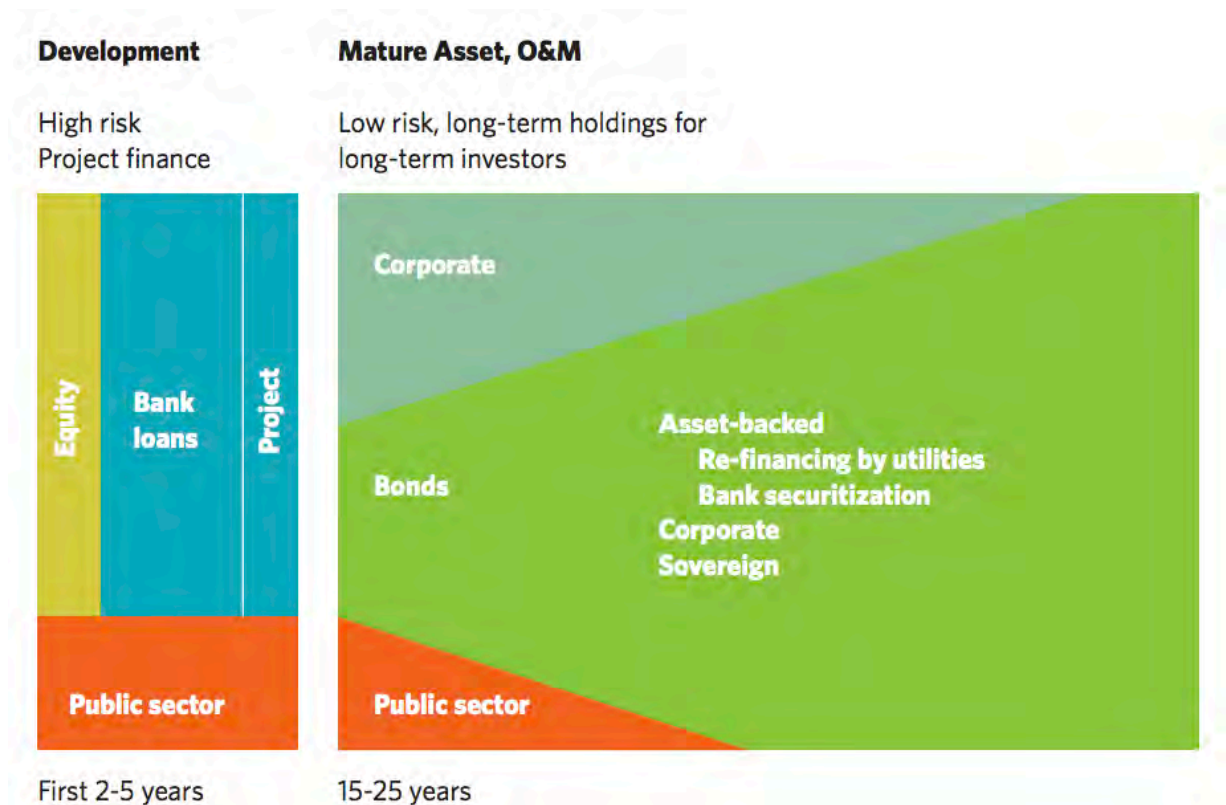 Development
High risk
Project finance
Equity
Bank
loans
Project
Public sector
First 2-5 years
Mature Asset, O&M
Low risk, long-term holdings for
long-term investors
Corporate
Bonds
Asset-backed
Re-financing by utilities
Bank securitization
Corporate
Sovereign
Public sector
15-25 years